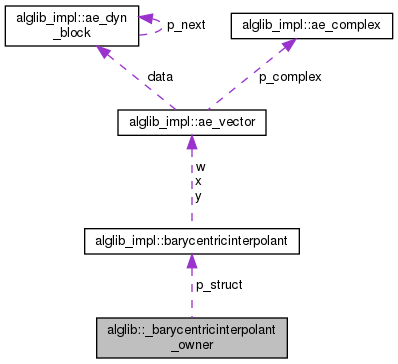 alglib_impl::ae_dyn
_block
p_next
alglib_impl::ae_complex
data
p_complex
alglib_impl::ae_vector
w
x
y
alglib_impl::barycentricinterpolant
p_struct
alglib::_barycentricinterpolant
_owner